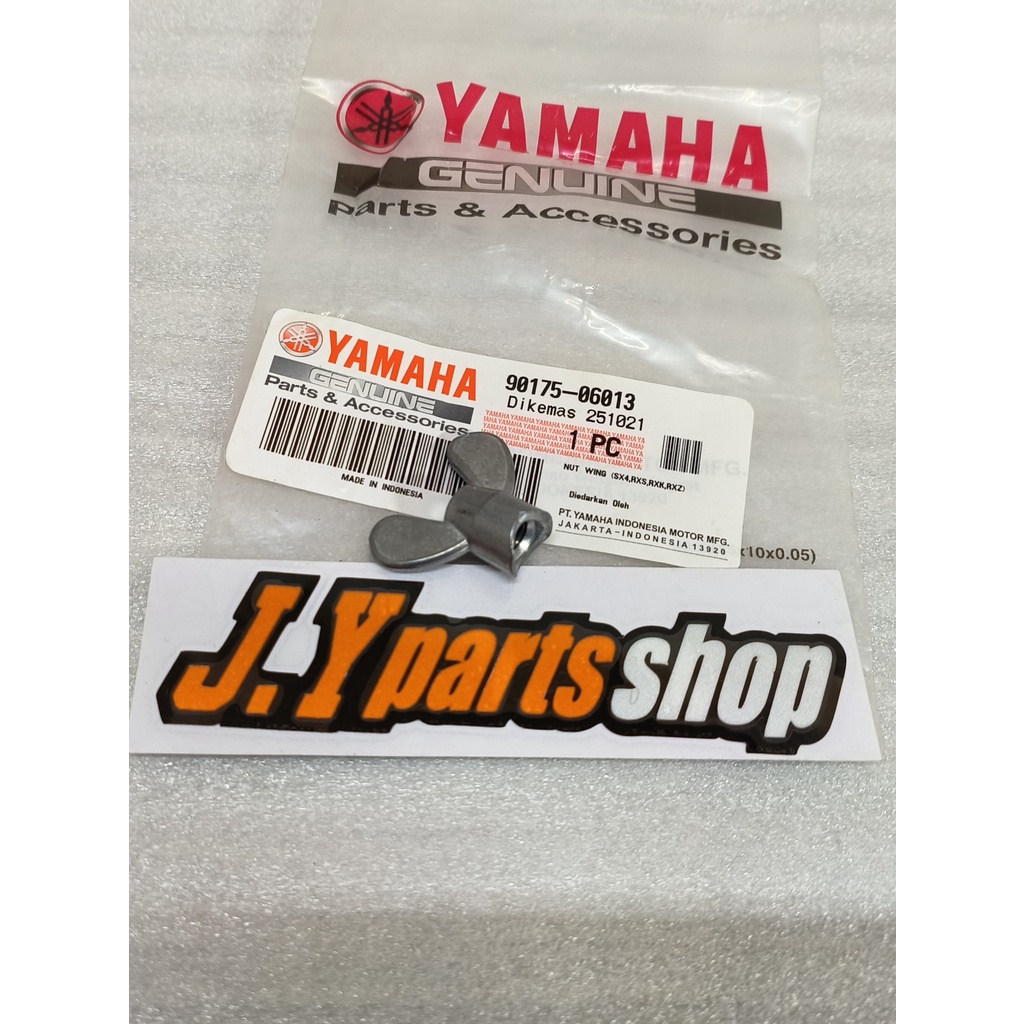 YAMAHA
GENUINE
Parts & Accessories
YAMAHA
GENUINE
Parts & Accessories
MADE IN INDONESIA
90175-06013
Dikemas 251021
1 PC
NUT WING (SX4,RXS,RXK,RXZ)
Diedarkan Oleh
PT. YAMAHA INDONESIA MOTOR MFG.
JAKARTA-INDONESIA 13920
x10x0.05)
J.Y parts shop